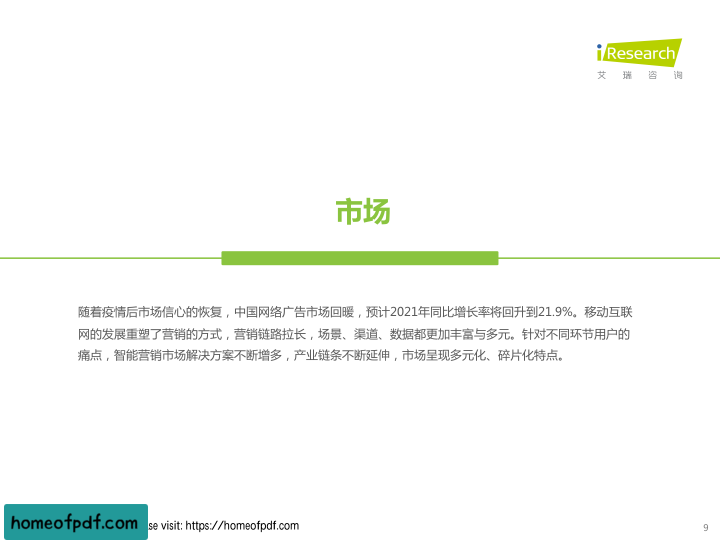 iResearch
艾瑞咨询
市场
随着疫情后市场信心的恢复，中国网络广告市场回暖，预计2021年同比增长率将回升到21.9%。移动互联
网的发展重塑了营销的方式，营销链路拉长，场景、渠道、数据都更加丰富与多元。针对不同环节用户的
痛点，智能营销市场解决方案不断增多，产业链条不断延伸，市场呈现多元化、碎片化特点。
homeofpdf.com
se visit: https://homeofpdf.com
9